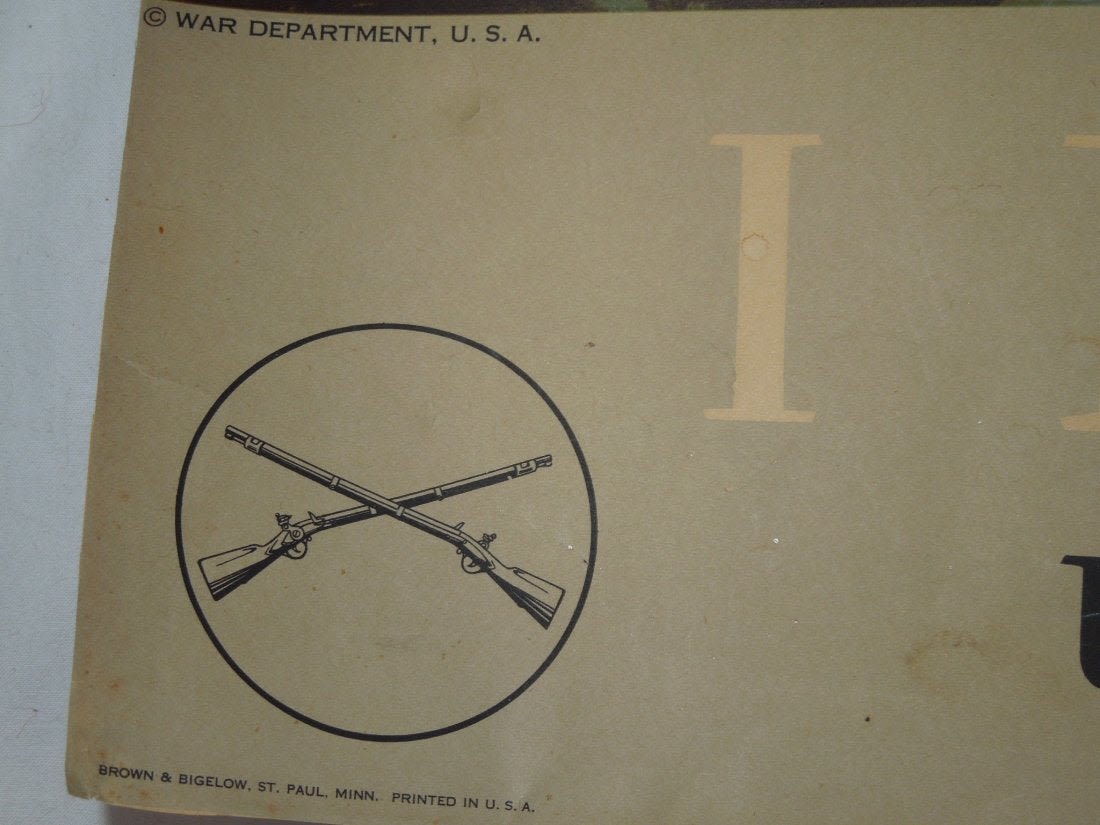 © WAR DEPARTMENT, U. S. A.
I
BROWN & BIGELOW, ST. PAUL, MINN. PRINTED IN U. S. A.